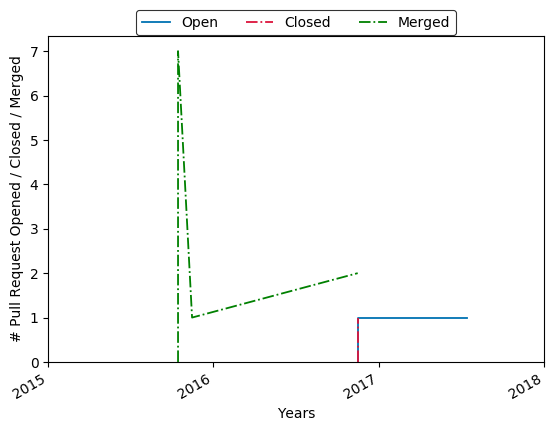 Open Closed Merged
# Pull Request Opened / Closed / Merged
7
6
5
4
3
2
1
0
2015 2016 2017 2018
Years